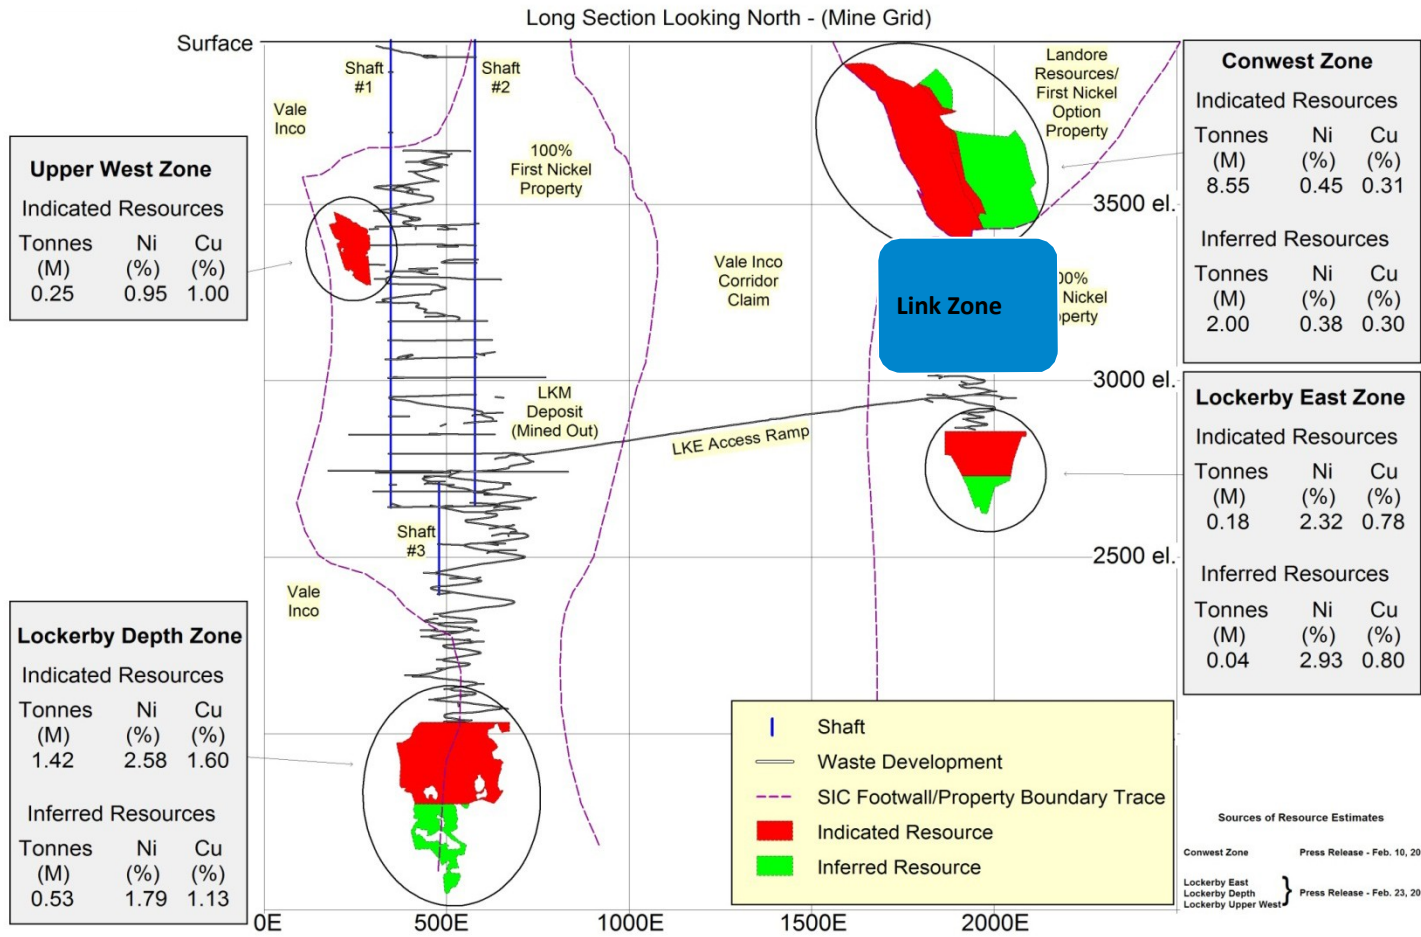 Long Section Looking North - (Mine Grid)
Surface
Shaft
#1
Shaft
#2
Vale
Inco
100%
First Nickel
Property
Landore
Resources/
First Nickel
Option
Property
Conwest Zone
Indicated Resources
Tonnes Ni Cu
(M) (%) (%)
8.55 0.45 0.31
Inferred Resources
Tonnes Ni Cu
(M) (%) (%)
2.00 0.38 0.30
Upper West Zone
Indicated Resources
Tonnes Ni Cu
(M) (%) (%)
0.25 0.95 1.00
3500 el.
Vale Inco
Corridor
Claim
Link Zone
00%
Nickel
perty
3000 el.
LKM
Deposit
(Mined Out)
LKE Access Ramp
Lockerby East Zone
Indicated Resources
Tonnes Ni Cu
(M) (%) (%)
0.18 2.32 0.78
Inferred Resources
Tonnes Ni Cu
(M) (%) (%)
0.04 2.93 0.80
Shaft
#3
2500 el.
Vale
Inco
Lockerby Depth Zone
Indicated Resources
Tonnes Ni Cu
(M) (%) (%)
1.42 2.58 1.60
Inferred Resources
Tonnes Ni Cu
(M) (%) (%)
0.53 1.79 1.13
Shaft
Waste Development
SIC Footwall/Property Boundary Trace
Indicated Resource
Inferred Resource
Sources of Resource Estimates
Conwest Zone Press Release - Feb. 10, 20
Lockerby East
Lockerby Depth
Lockerby Upper West
Press Release - Feb. 23, 20
0E 500E 1000E 1500E 2000E